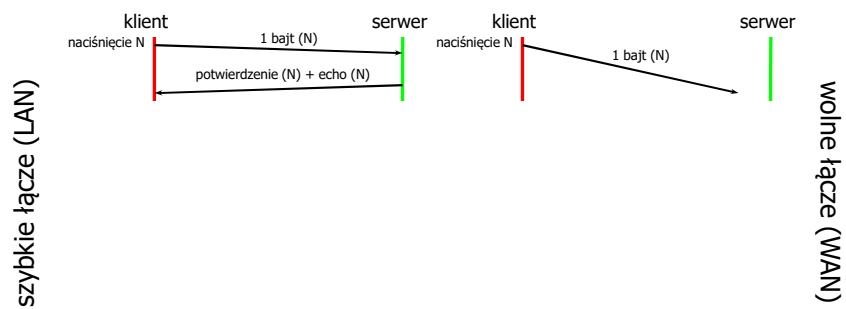 klient
serwer
naciśnięcie N
1 bajt (N)
potwierdzenie (N) + echo (N)
szybkie łącze (LAN)
klient
serwer
naciśnięcie N
1 bajt (N)
wolne łącze (WAN)